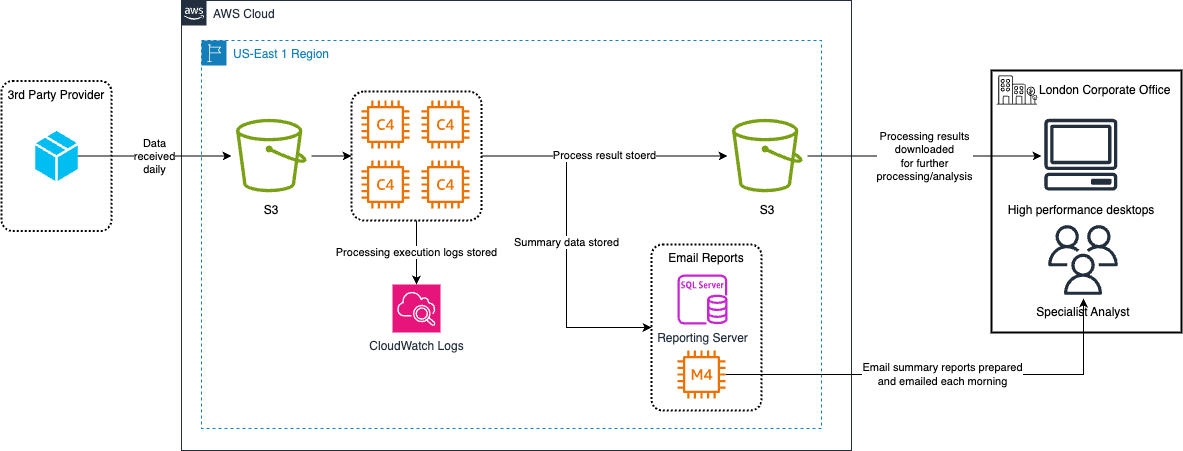 aws
AWS Cloud
US-East 1 Region
3rd Party Provider
Data
received
daily
S3
C4
C4
C4
C4
Processing execution logs stored
CloudWatch Logs
Process result stoerd
Summary data stored
S3
Email Reports
SQL Server
Reporting Server
M4
Processing results
downloaded
for further
processing/analysis
London Corporate Office
High performance desktops
Specialist Analyst
Email summary reports prepared
and emailed each morning